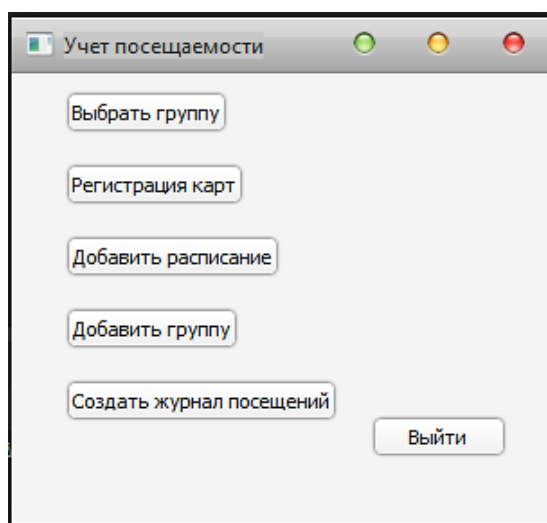 Учет посещаемости
Выбрать группу
Регистрация карт
Добавить расписание
Добавить группу
Создать журнал посещений
Выйти